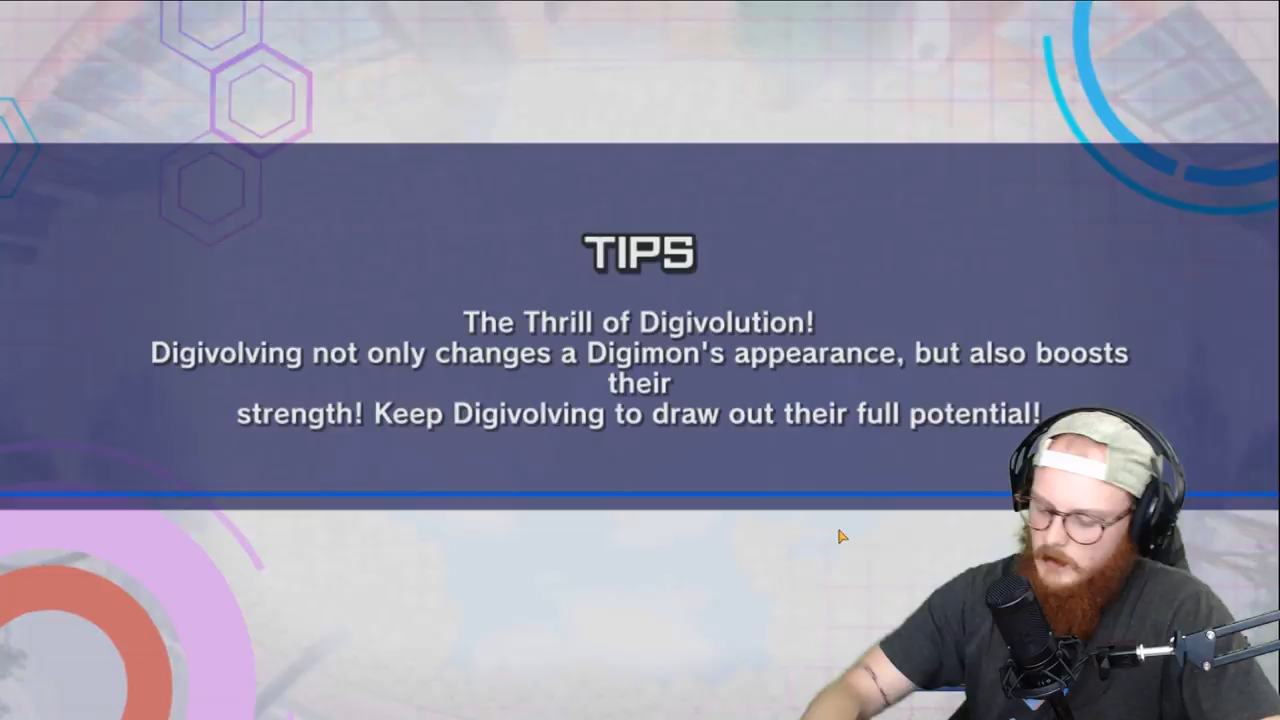 TIPS
The Thrill of Digivolution!
Digivolving not only changes a Digimon's appearance, but also boosts
their
strength! Keep Digivolving to draw out their full potential!